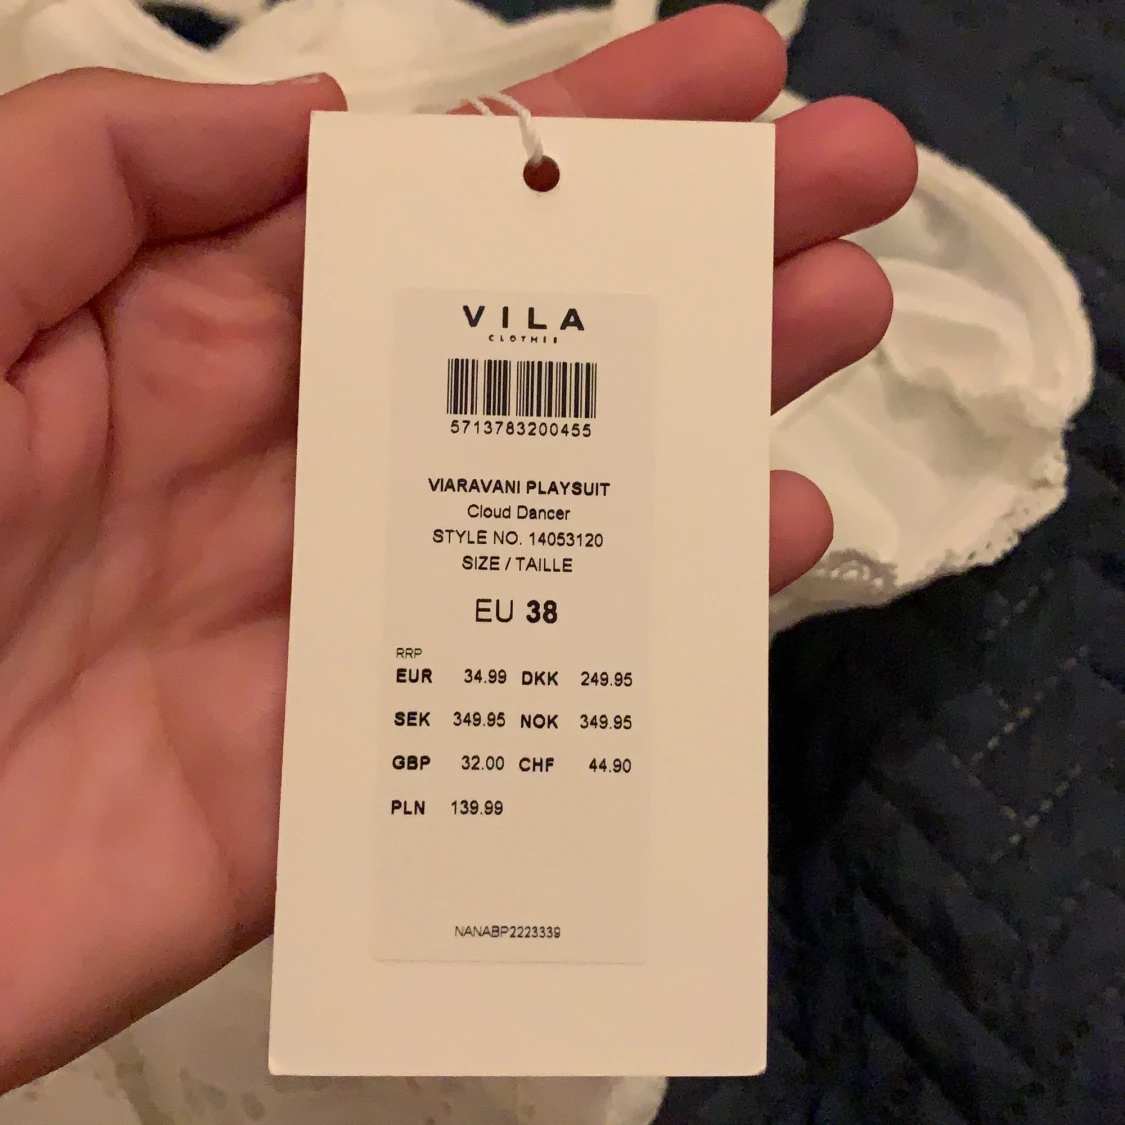 VILA
CLOTHES
5713783200455
VIARAVANI PLAYSUIT
Cloud Dancer
STYLE NO. 14053120
SIZE / TAILLE
EU 38
RRP
EUR 34.99 DKK 249.95
SEK 349.95 NOK 349.95
GBP 32.00 CHF 44.90
PLN 139.99
NANABP2223339